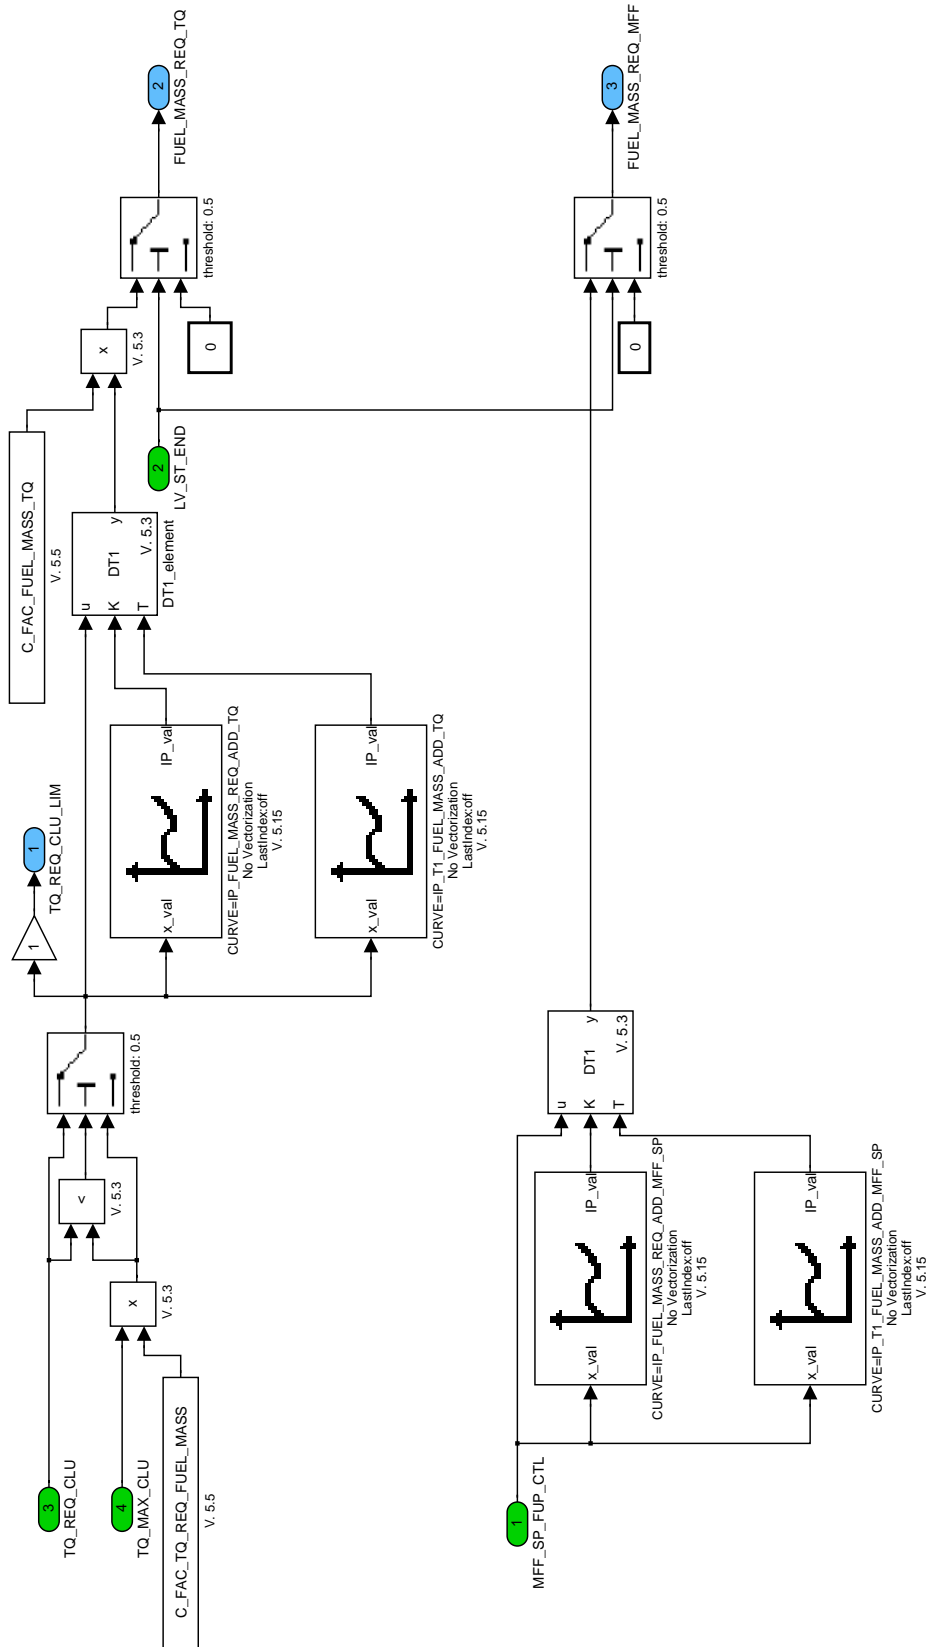 3
TQ_REQ_CLU
4
TQ_MAX_CLU
C_FAC_TQ_REQ_FUEL_MASS
V. 5.5
x
V. 5.3
<
V. 5.3
threshold: 0.5
1
1
TQ_REQ_CLU_LIM
x_val
IP_val
CURVE=IP_FUEL_MASS_REQ_ADD_TQ
No Vectorization
LastIndex:off
V. 5.15
x_val
IP_val
CURVE=IP_T1_FUEL_MASS_ADD_TQ
No Vectorization
LastIndex:off
V. 5.15
C_FAC_FUEL_MASS_TQ
V. 5.5
u
K
T
DT1
y
V. 5.3
DT1_element
2
LV_ST_END
x
V. 5.3
0
threshold: 0.5
2
FUEL_MASS_REQ_TQ
1
MFF_SP_FUP_CTL
x_val
IP_val
CURVE=IP_FUEL_MASS_REQ_ADD_MFF_SP
No Vectorization
LastIndex:off
V. 5.15
x_val
IP_val
CURVE=IP_T1_FUEL_MASS_ADD_MFF_SP
No Vectorization
LastIndex:off
V. 5.15
u
K
T
DT1
y
V. 5.3
0
threshold: 0.5
3
FUEL_MASS_REQ_MFF